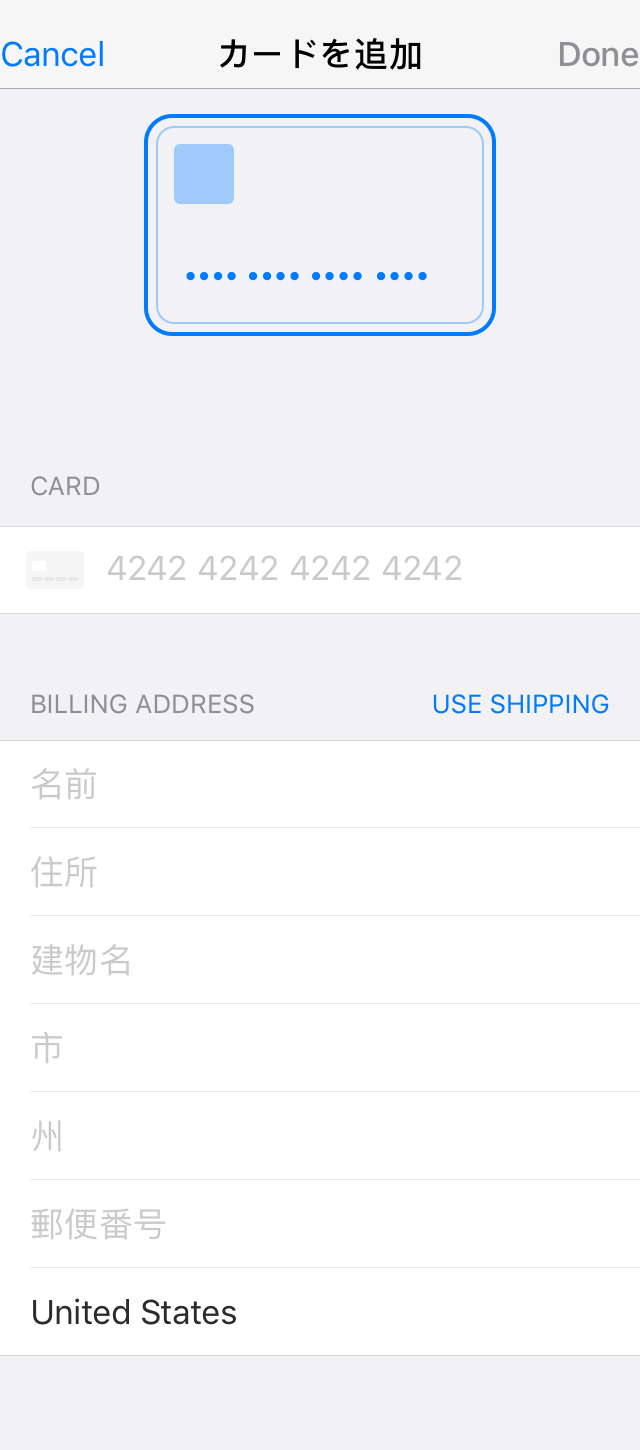 Cancel カードを追加 Done
•••• •••• •••• ••••
CARD
4242 4242 4242 4242
BILLING ADDRESS USE SHIPPING
名前
住所
建物名
市
州
郵便番号
United States